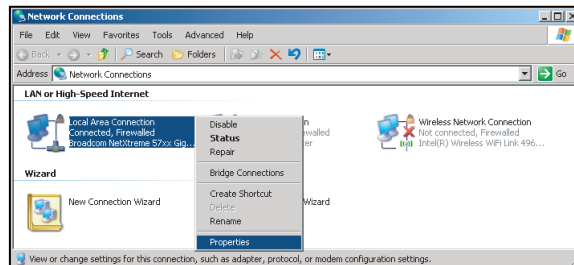 Network Connections
File Edit View Favorites Tools Advanced Help
Back Search Folders
Address Network Connections Go
LAN or High-Speed Internet
Local Area Connection
Connected, Firewalled
Broadcom NetXtreme 57xx Gig...
Disable
Status
Repair
Bridge Connections
Create Shortcut
Delete
Rename
Properties
n
ewalled
ter
Wireless Network Connection
Not connected, Firewalled
Intel(R) Wireless WiFi Link 496...
Wizard
New Connection Wizard
Wizard
View or change settings for this connection, such as adapter, protocol, or modem configuration settings.